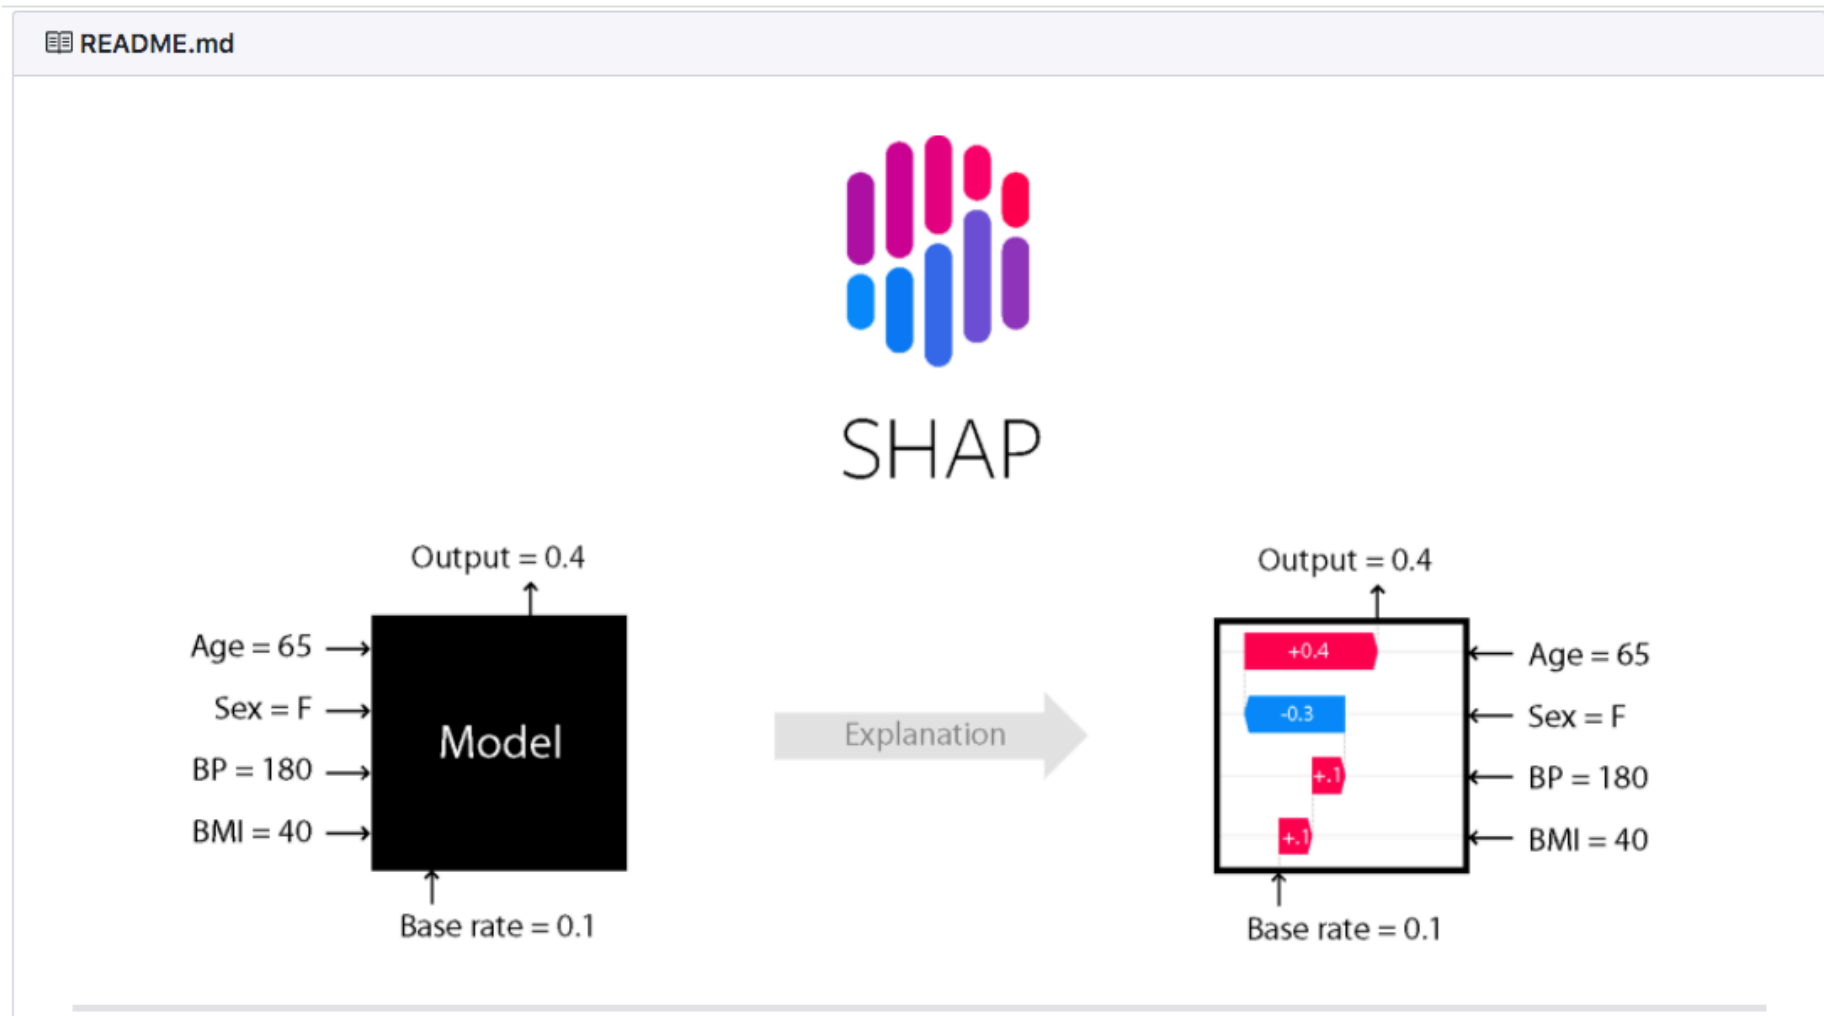 README.md
SHAP
Output = 0.4
Age = 65
Sex = F
BP = 180
BMI = 40
Model
Base rate = 0.1
Explanation
Output = 0.4
+0.4
-0.3
+.1
+.1
Age = 65
Sex = F
BP = 180
BMI = 40
Base rate = 0.1